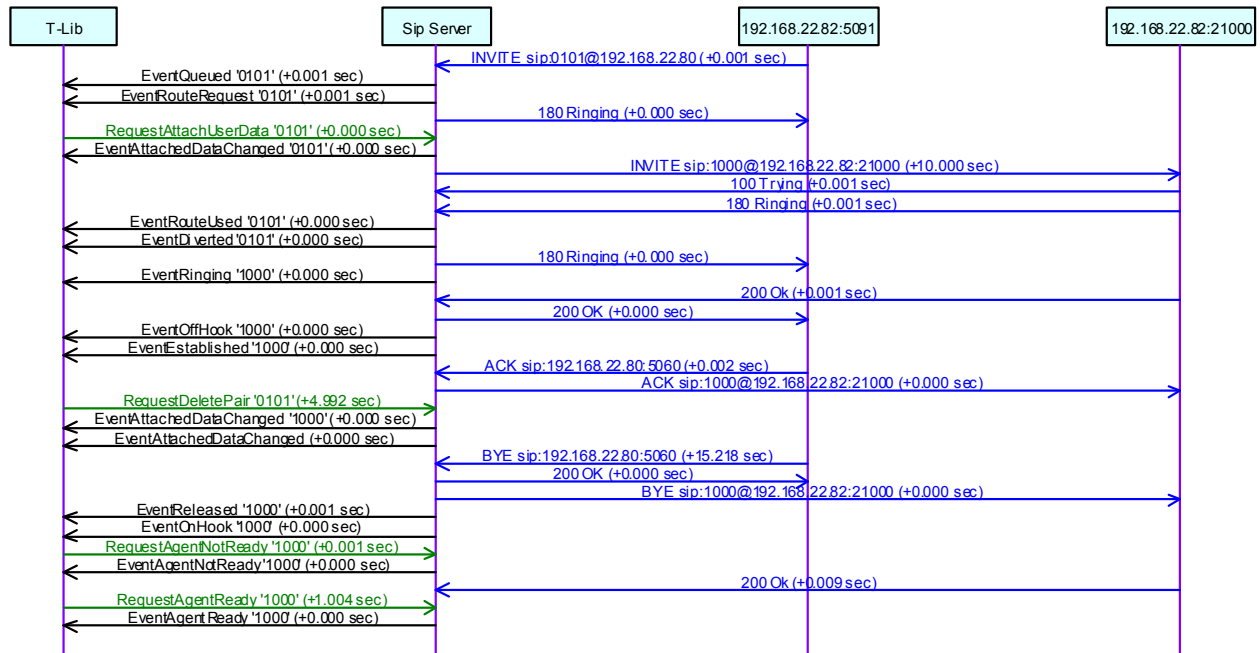 T-Lib
Sip Server
192.168.22.82:5091
192.168.22.82:21000
INVITE sip:0101@192.168.22.80 (+0.001 sec)
EventQueued '0101' (+0.001 sec)
EventRouteRequest '0101' (+0.001 sec)
180 Ringing (+0.000 sec)
RequestAttachUserData '0101' (+0.000 sec)
EventAttachedDataChanged '0101' (+0.000 sec)
INVITE sip:1000@192.168.22.82:21000 (+10.000 sec)
100 Trying (+0.001 sec)
180 Ringing (+0.001 sec)
EventRouteUsed '0101' (+0.000 sec)
EventDiverted '0101' (+0.000 sec)
180 Ringing (+0.000 sec)
EventRinging '1000' (+0.000 sec)
200 Ok (+0.001 sec)
200 OK (+0.000 sec)
EventOffHook '1000' (+0.000 sec)
EventEstablished '1000' (+0.000 sec)
ACK sip:192.168.22.80:5060 (+0.002 sec)
ACK sip:1000@192.168.22.82:21000 (+0.000 sec)
RequestDeletePair '0101' (+4.992 sec)
EventAttachedDataChanged '1000' (+0.000 sec)
EventAttachedDataChanged (+0.000 sec)
BYE sip:192.168.22.80:5060 (+15.218 sec)
200 OK (+0.000 sec)
BYE sip:1000@192.168.22.82:21000 (+0.000 sec)
EventReleased '1000' (+0.001 sec)
EventOnHook '1000' (+0.000 sec)
RequestAgentNotReady '1000' (+0.001 sec)
EventAgentNotReady '1000' (+0.000 sec)
200 Ok (+0.009 sec)
RequestAgentReady '1000' (+1.004 sec)
EventAgentReady '1000' (+0.000 sec)